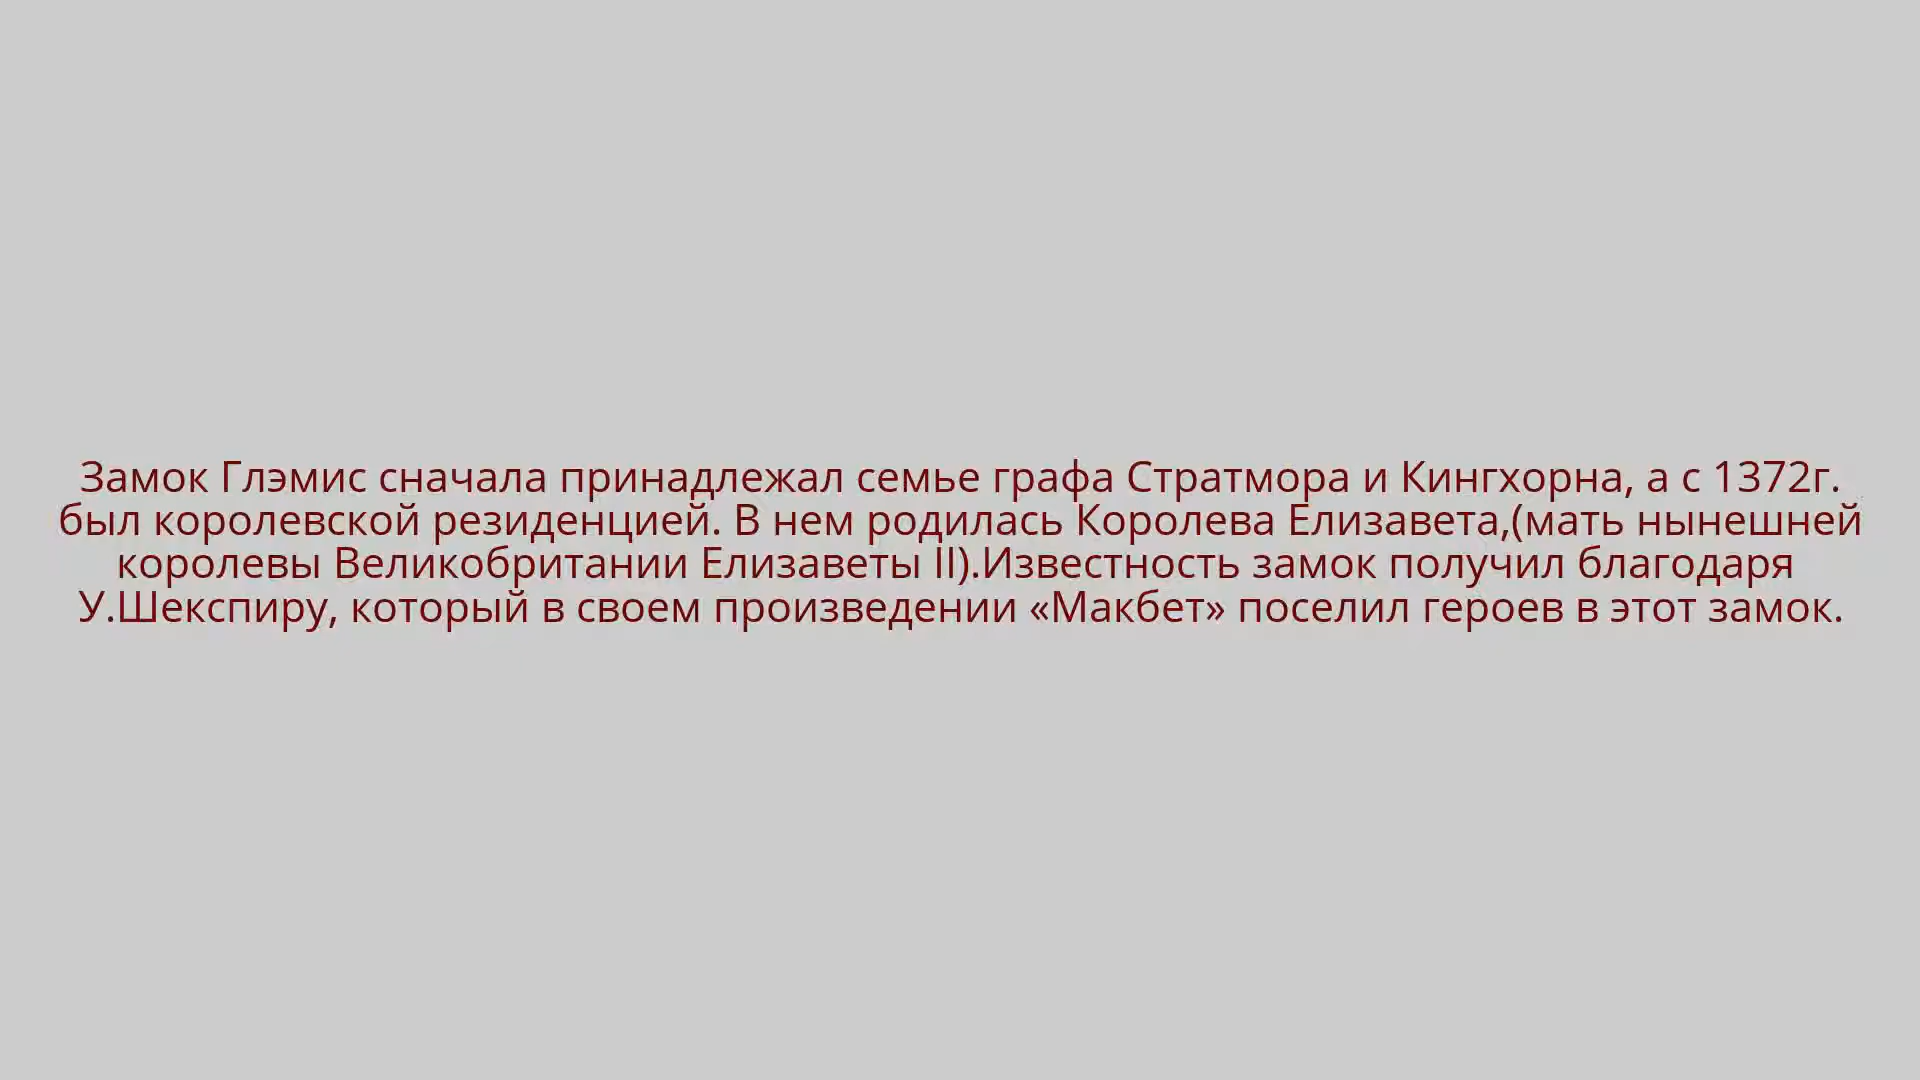 Замок Глэмис сначала принадлежал семье графа Стратмора и Кингхорна, а с 1372г.
был королевской резиденцией. В нем родилась Королева Елизавета,(мать нынешней
королевы Великобритании Елизаветы II).Известность замок получил благодаря
У.Шекспиру, который в своем произведении «Макбет» поселил героев в этот замок.